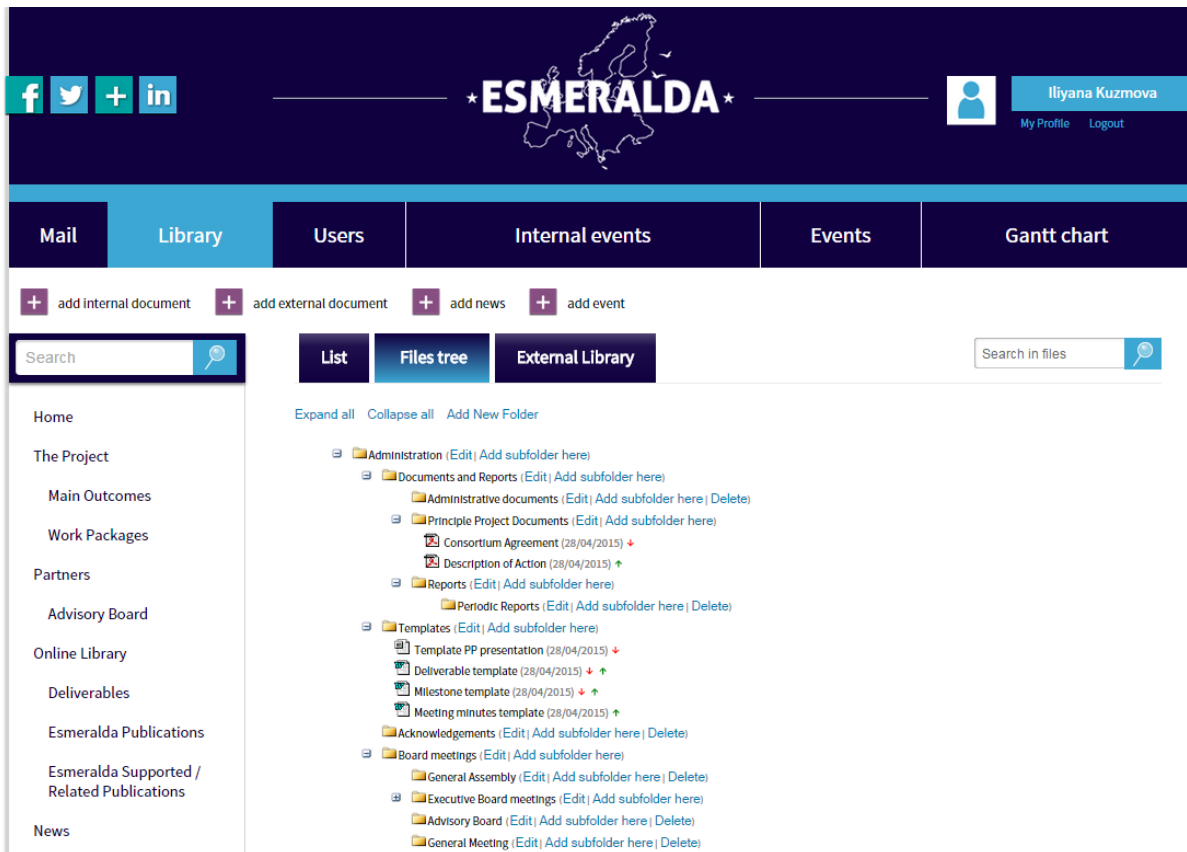 f
+ in
ESMERALDA
Iliyana Kuzmova
My Profile Logout
Mail Library Users Internal events Events Gantt chart
+ add internal document + add external document + add news + add event
Search
List Files tree External Library
Search in files
Home
The Project
Main Outcomes
Work Packages
Partners
Advisory Board
Online Library
Deliverables
Esmeralda Publications
Esmeralda Supported /
Related Publications
News
Expand all Collapse all Add New Folder
Administration (Edit | Add subfolder here)
Documents and Reports (Edit | Add subfolder here)
Administrative documents (Edit | Add subfolder here | Delete)
Principle Project Documents (Edit | Add subfolder here)
Consortium Agreement (28/04/2015)
Description of Action (28/04/2015)
Reports (Edit | Add subfolder here)
Periodic Reports (Edit | Add subfolder here | Delete)
Templates (Edit | Add subfolder here)
Template PP presentation (28/04/2015)
Deliverable template (28/04/2015)
Milestone template (28/04/2015)
Meeting minutes template (28/04/2015)
Acknowledgements (Edit | Add subfolder here | Delete)
Board meetings (Edit | Add subfolder here)
General Assembly (Edit | Add subfolder here | Delete)
Executive Board meetings (Edit | Add subfolder here)
Advisory Board (Edit | Add subfolder here | Delete)
General Meeting (Edit | Add subfolder here | Delete)